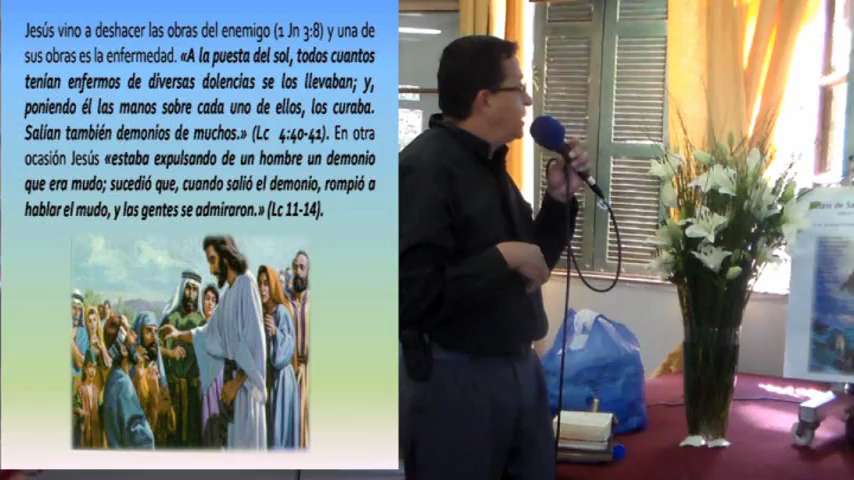 Jesús vino a deshacer las obras del enemigo (1 Jn 3:8) y una de
sus obras es la enfermedad. «A la puesta del sol, todos cuantos
tenían enfermos de diversas dolencias se los llevaban; y,
poniendo él las manos sobre cada uno de ellos, los curaba.
Salían también demonios de muchos.» (Lc 4:40-41). En otra
ocasión Jesús «estaba expulsando de un hombre un demonio
que era mudo; sucedió que, cuando salió el demonio, rompió a
hablar el mudo, y las gentes se admiraron.» (Lc 11-14).